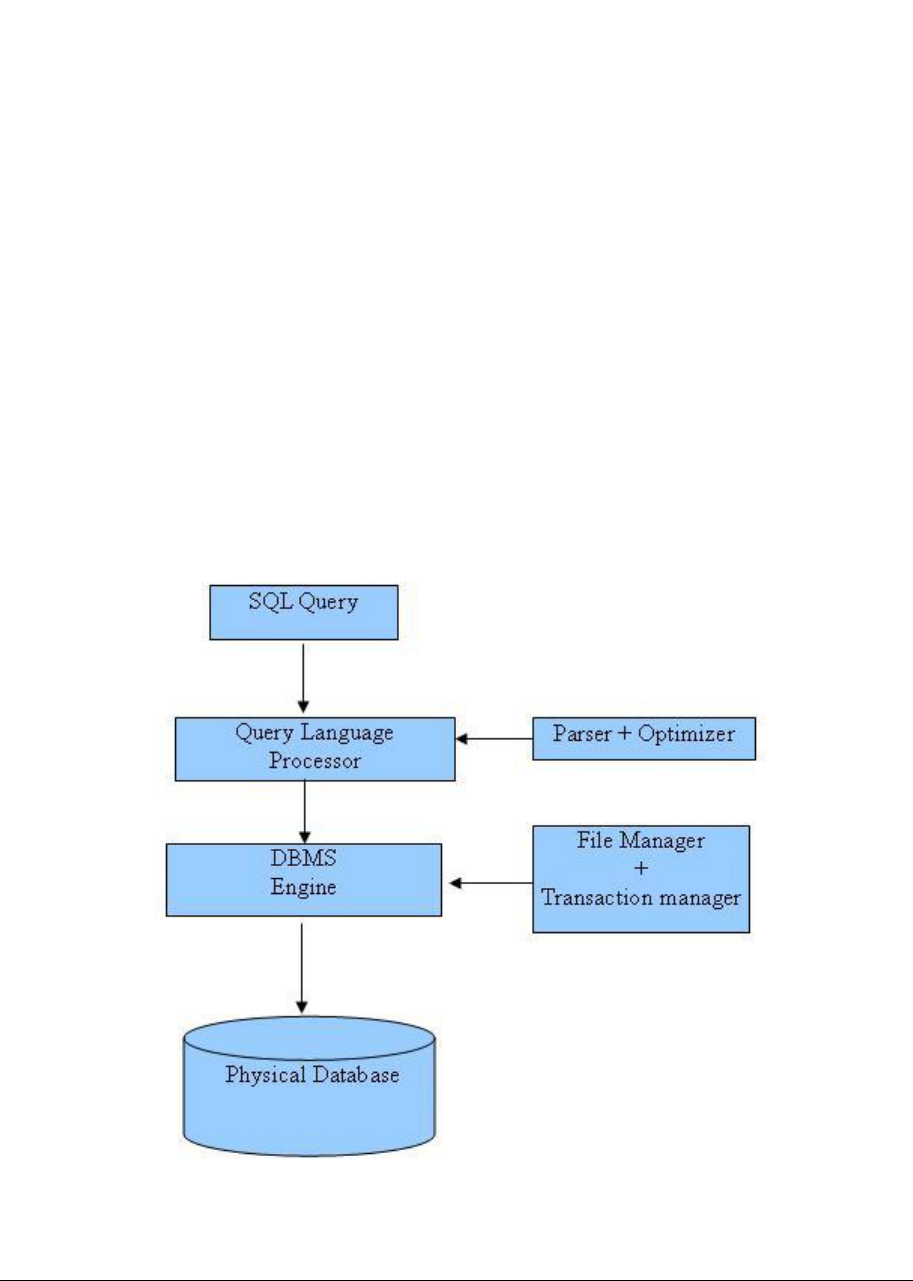 SQL Query
Query Language
Processor
Parser + Optimizer
DBMS
Engine
File Manager
+
Transaction manager
Physical Database